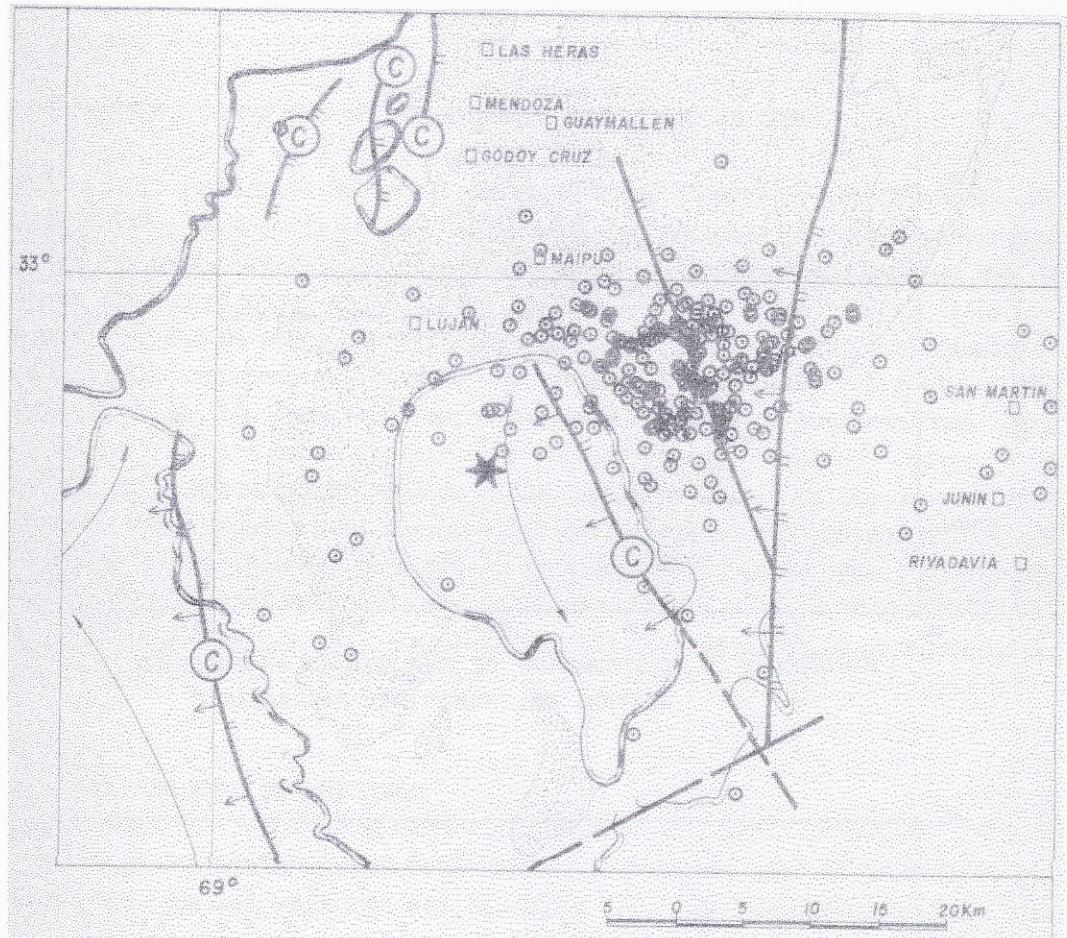 C
LAS HERAS
MENDOZA
C
C
GUAYMALLEN
GODOY CRUZ
33°
MAIPU
LUJAN
SAN MARTIN
JUNIN
C
RIVADAVIA
C
69°
5 0 5 10 15 20Km